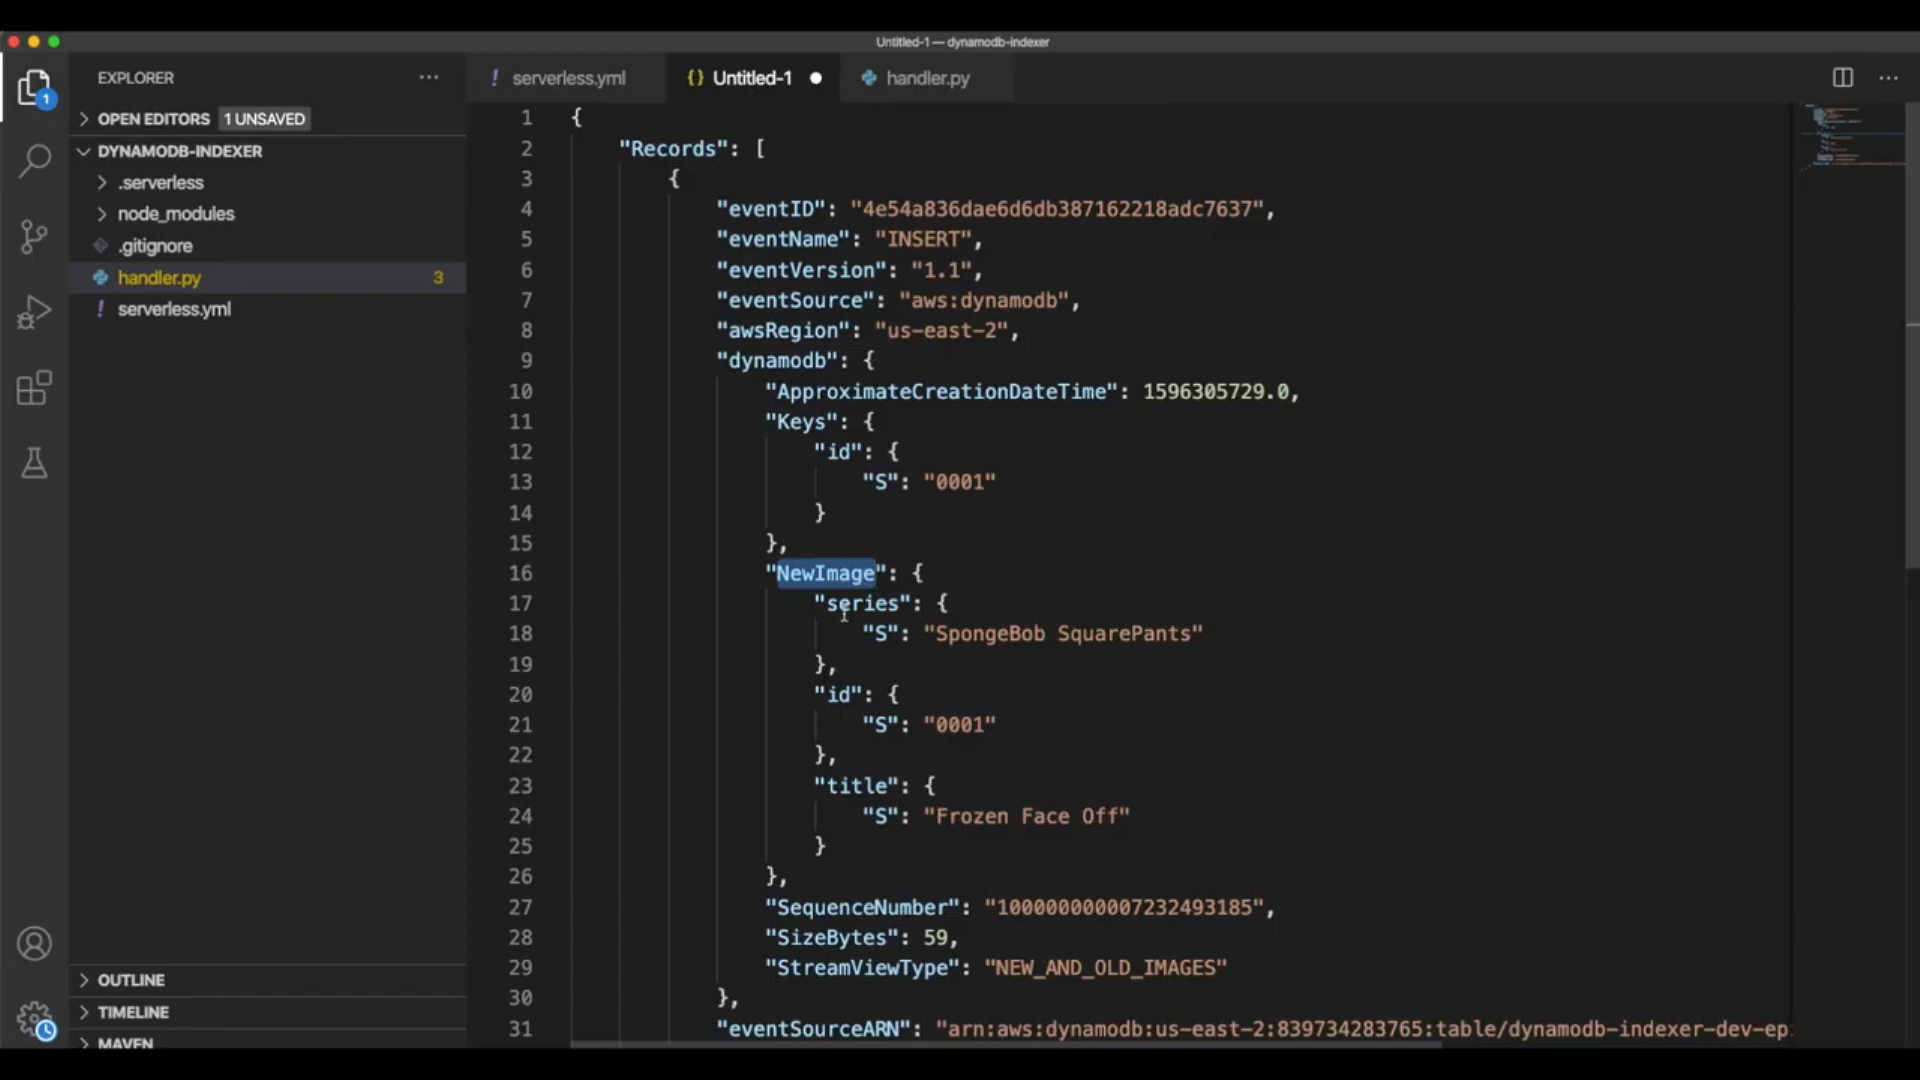 Untitled-1 — dynamodb-indexer
EXPLORER
serverless.yml
{} Untitled-1
handler.py
1
OPEN EDITORS 1 UNSAVED
DYNAMODB-INDEXER
.serverless
node_modules
.gitignore
handler.py 3
! serverless.yml
OUTLINE
TIMELINE
MAVEN
1 {
2 "Records": [
3 {
4 "eventID": "4e54a836dae6d6db387162218adc7637",
5 "eventName": "INSERT",
6 "eventVersion": "1.1",
7 "eventSource": "aws:dynamodb",
8 "awsRegion": "us-east-2",
9 "dynamodb": {
10 "ApproximateCreationDateTime": 1596305729.0,
11 "Keys": {
12 "id": {
13 "S": "0001"
14 }
15 },
16 "NewImage": {
17 "series": {
18 "S": "SpongeBob SquarePants"
19 },
20 "id": {
21 "S": "0001"
22 },
23 "title": {
24 "S": "Frozen Face Off"
25 }
26 },
27 "SequenceNumber": "100000000007232493185",
28 "SizeBytes": 59,
29 "StreamViewType": "NEW_AND_OLD_IMAGES"
30 },
31 "eventSourceARN": "arn:aws:dynamodb:us-east-2:839734283765:table/dynamodb-indexer-dev-ep